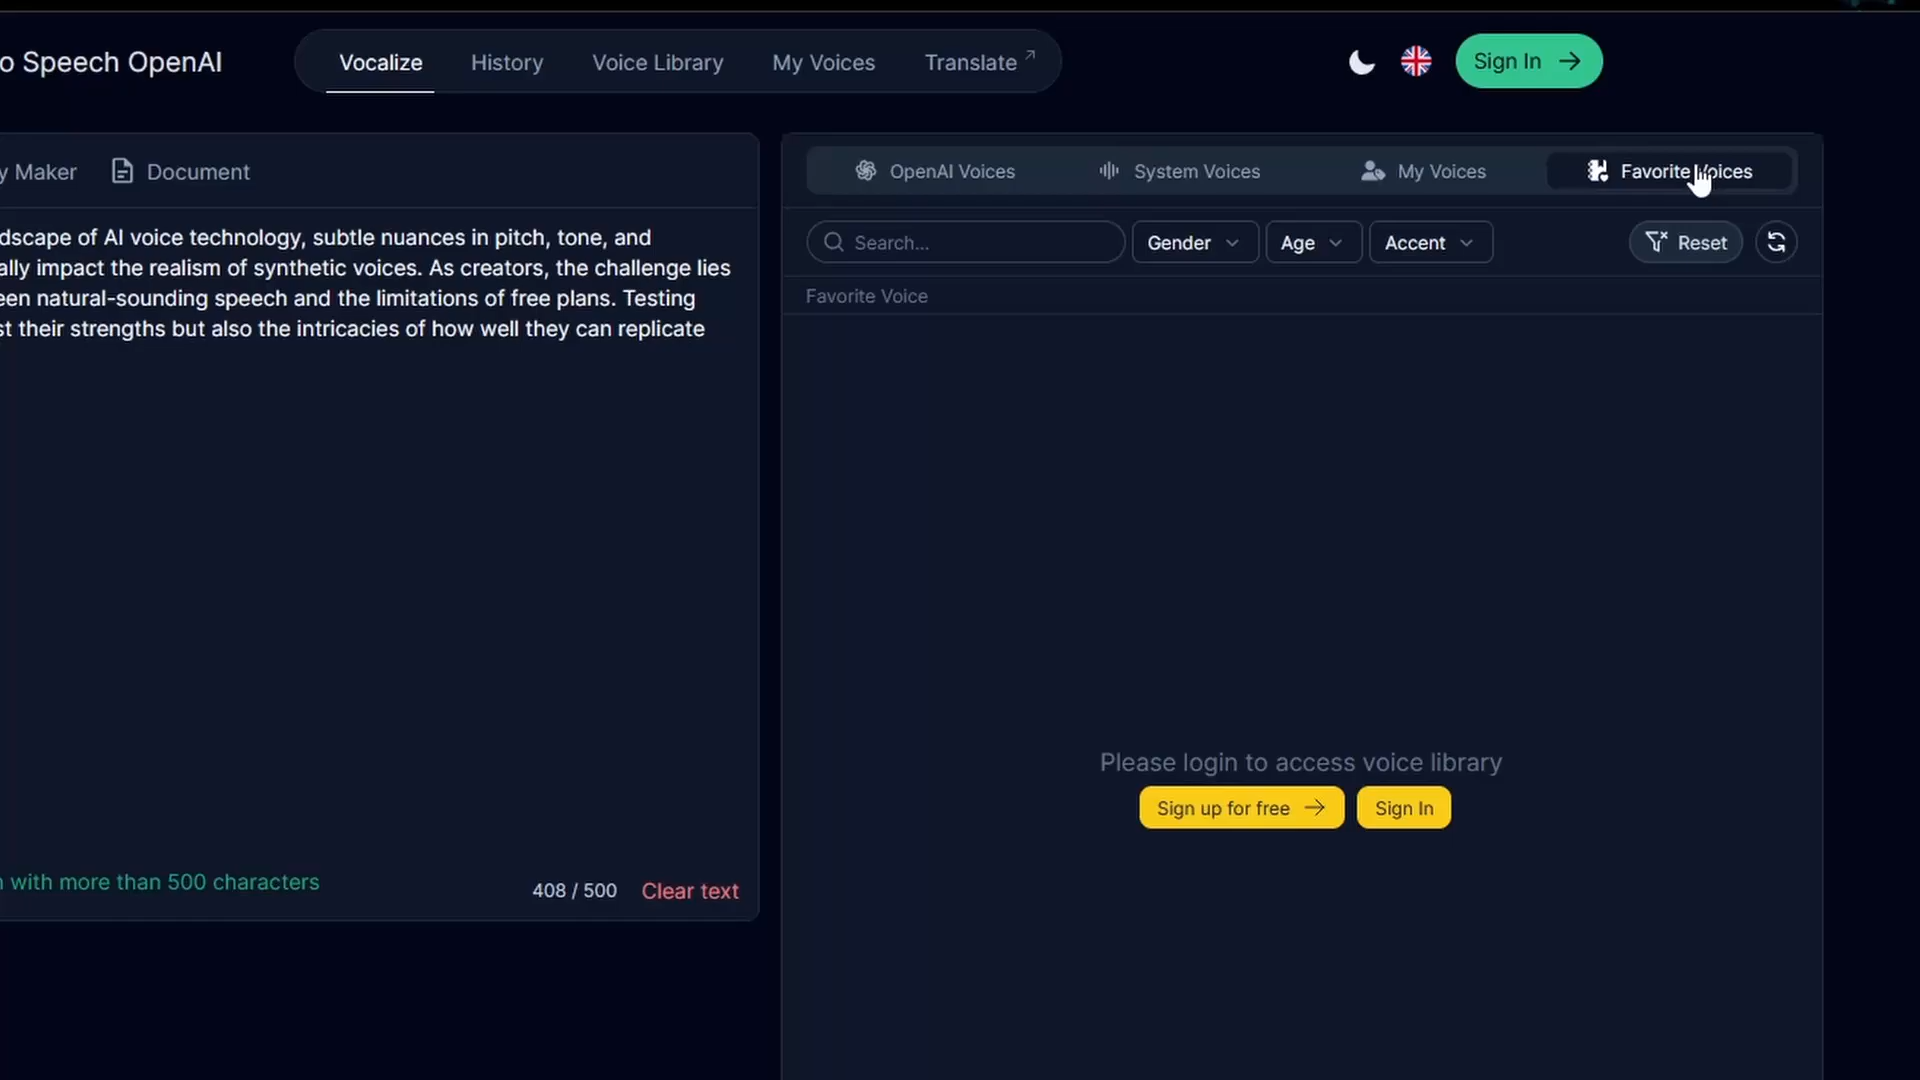 o Speech OpenAI
Vocalize
History
Voice Library
My Voices
Translate
Sign In
y Maker
Document
OpenAI Voices
System Voices
My Voices
Favorite Voices
dscape of AI voice technology, subtle nuances in pitch, tone, and
ally impact the realism of synthetic voices. As creators, the challenge lies
een natural-sounding speech and the limitations of free plans. Testing
st their strengths but also the intricacies of how well they can replicate
Search...
Gender
Age
Accent
Reset
Favorite Voice
Please login to access voice library
Sign up for free
Sign In
with more than 500 characters
408 / 500
Clear text